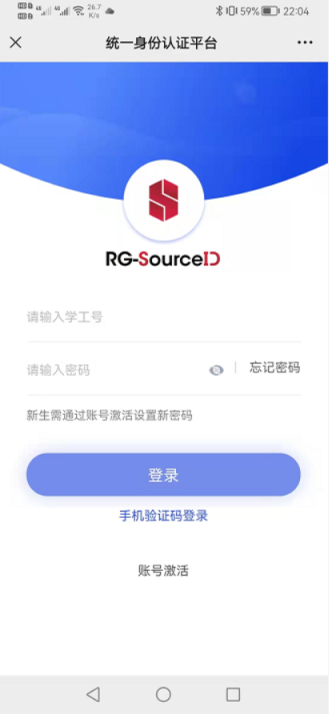 26.7
K/s
59%
22:04
统一身份认证平台
RG-SourceID
请输入学工号
请输入密码
忘记密码
新生需通过账号激活设置新密码
登录
手机验证码登录
账号激活